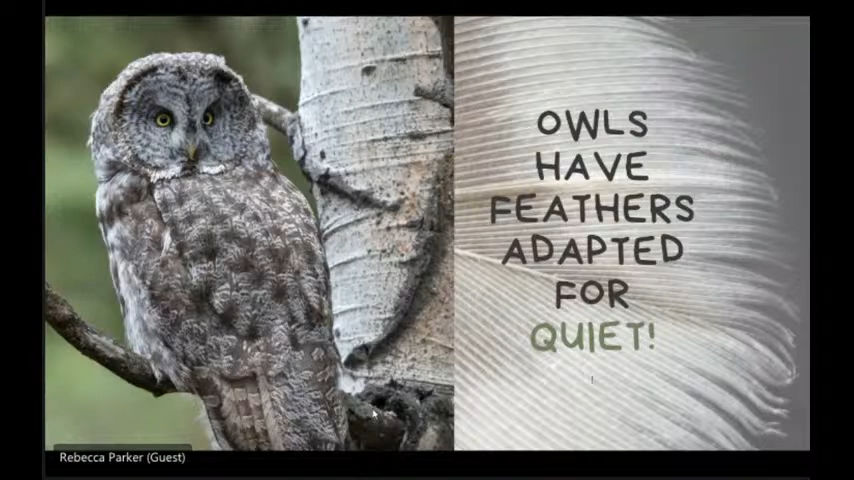 OWLS
HAVE
FEATHERS
ADAPTED
FOR
QUIET!
Rebecca Parker (Guest)